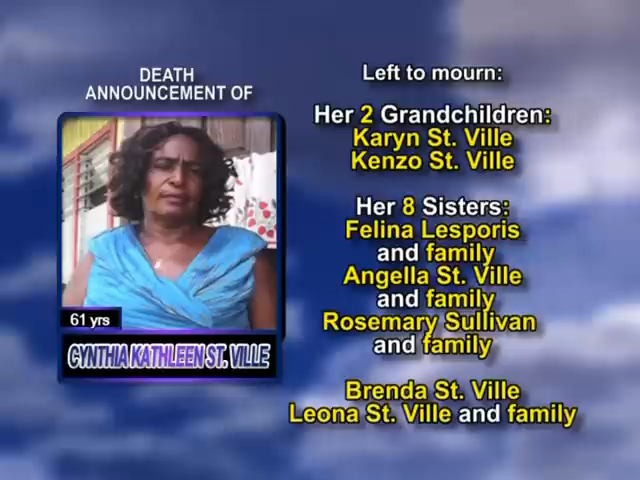 DEATH
ANNOUNCEMENT OF
61 yrs
CYNTHIA KATHLEEN ST. VILLE
Left to mourn:
Her 2 Grandchildren:
Karyn St. Ville
Kenzo St. Ville
Her 8 Sisters:
Felina Lesporis
and family
Angella St. Ville
and family
Rosemary Sullivan
and family
Brenda St. Ville
Leona St. Ville and family